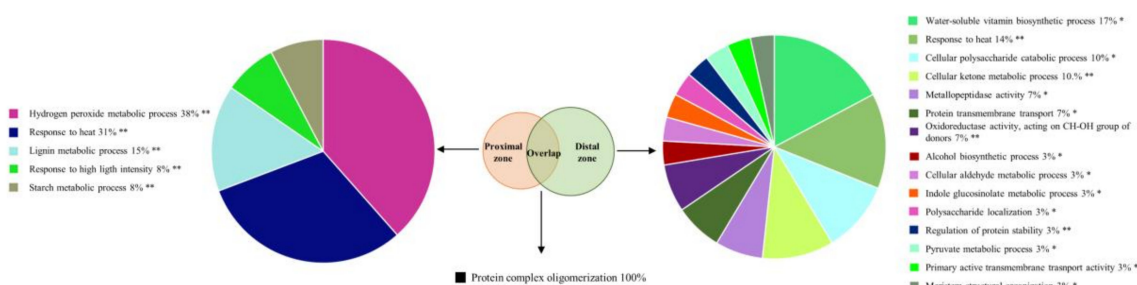 Hydrogen peroxide metabolic process 38% **
Response to heat 31% **
Lignin metabolic process 15% **
Response to high ligth intensity 8% **
Starch metabolic process 8% **
Proximal
zone
Overlap
Distal
zone
Protein complex oligomerization 100%
Water-soluble vitamin biosynthetic process 17% *
Response to heat 14% **
Cellular polysaccharide catabolic process 10% *
Cellular ketone metabolic process 10.% **
Metallopeptidase activity 7% *
Protein transmembrane transport 7% *
Oxidoreductase activity, acting on CH-OH group of
donors 7% **
Alcohol biosynthetic process 3% *
Cellular aldehyde metabolic process 3% *
Indole glucosinolate metabolic process 3% *
Polysaccharide localization 3% *
Regulation of protein stability 3% **
Pyruvate metabolic process 3% *
Primary active transmembrane trasnport activity 3% *